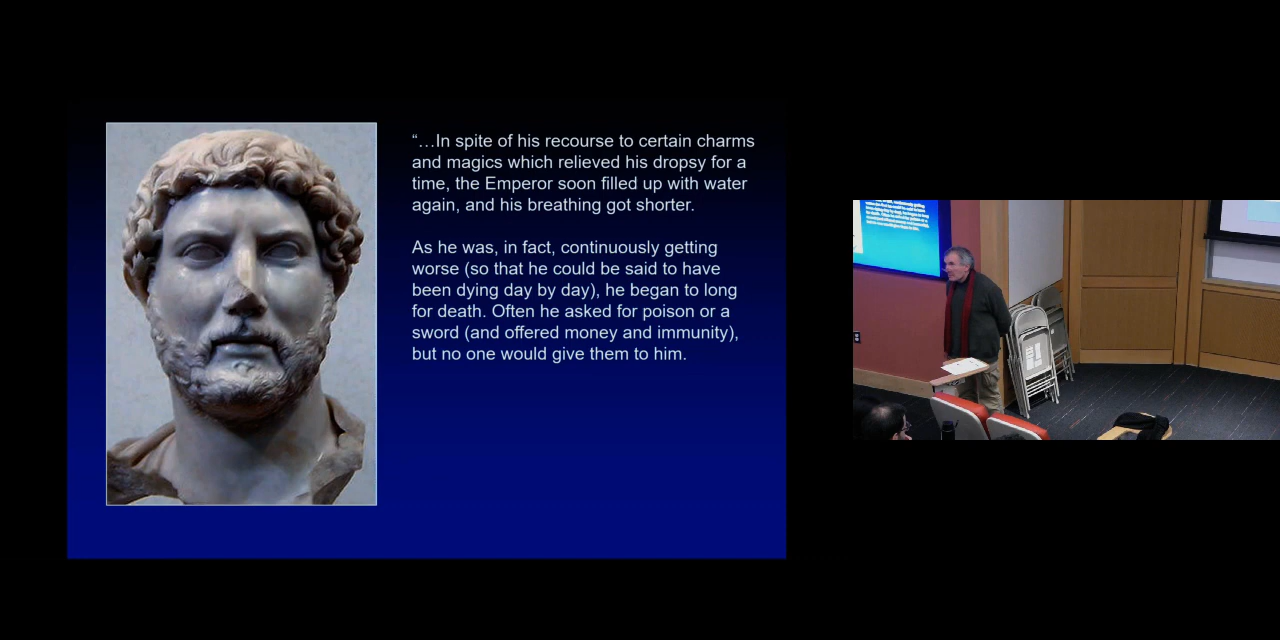 “…In spite of his recourse to certain charms
and magics which relieved his dropsy for a
time, the Emperor soon filled up with water
again, and his breathing got shorter.
As he was, in fact, continuously getting
worse (so that he could be said to have
been dying day by day), he began to long
for death. Often he asked for poison or a
sword (and offered money and immunity),
but no one would give them to him.